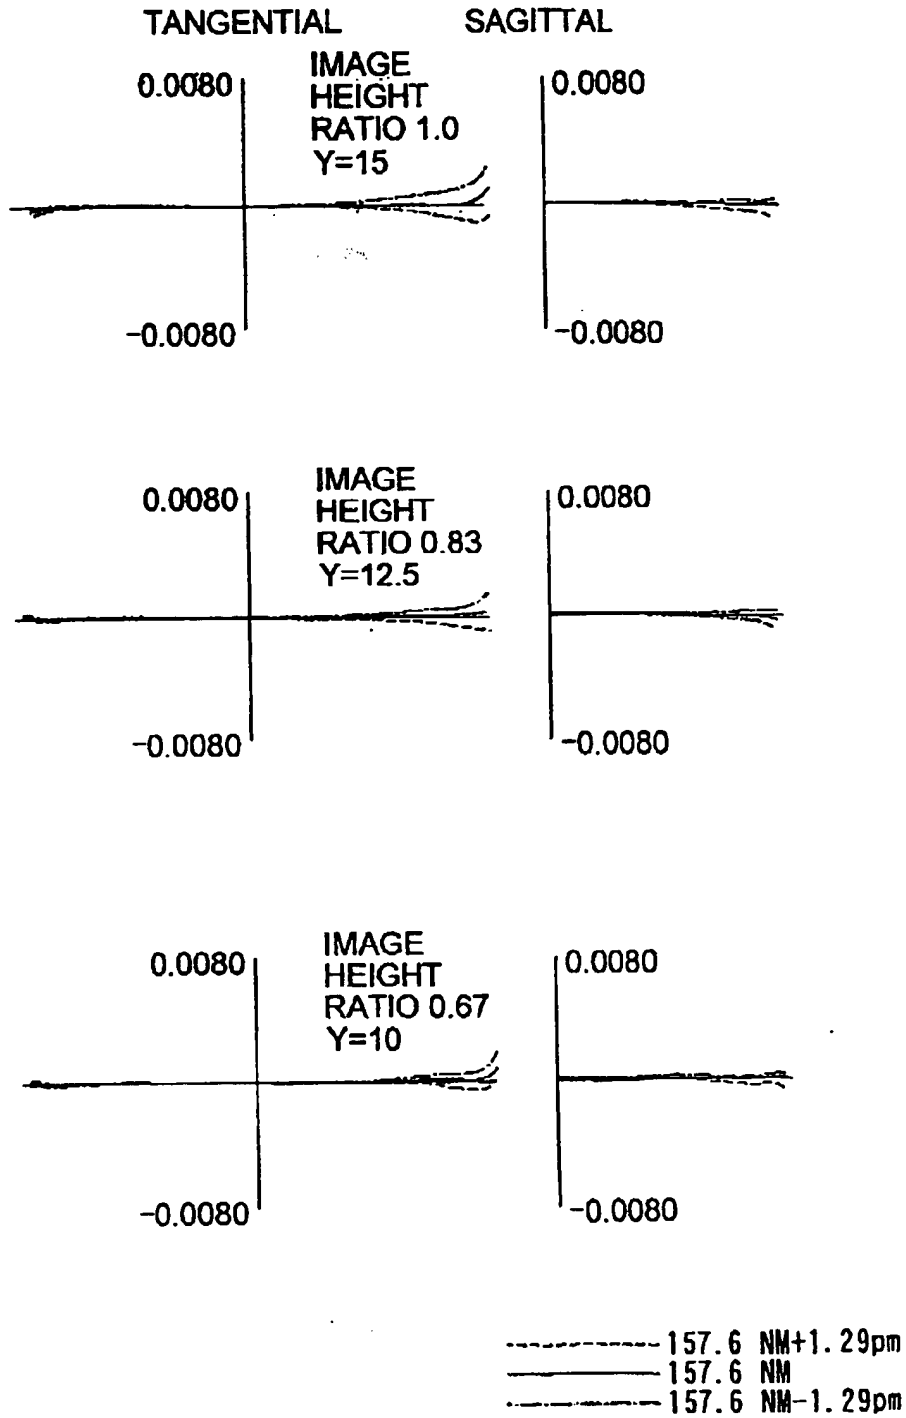 TANGENTIAL SAGITTAL
0.0080 IMAGE HEIGHT RATIO 1.0 Y=15 0.0080
-0.0080 -0.0080
0.0080 IMAGE HEIGHT RATIO 0.83 Y=12.5 0.0080
-0.0080 -0.0080
0.0080 IMAGE HEIGHT RATIO 0.67 Y=10 0.0080
-0.0080 -0.0080
157.6 NM+1.29pm
157.6 NM
157.6 NM-1.29pm